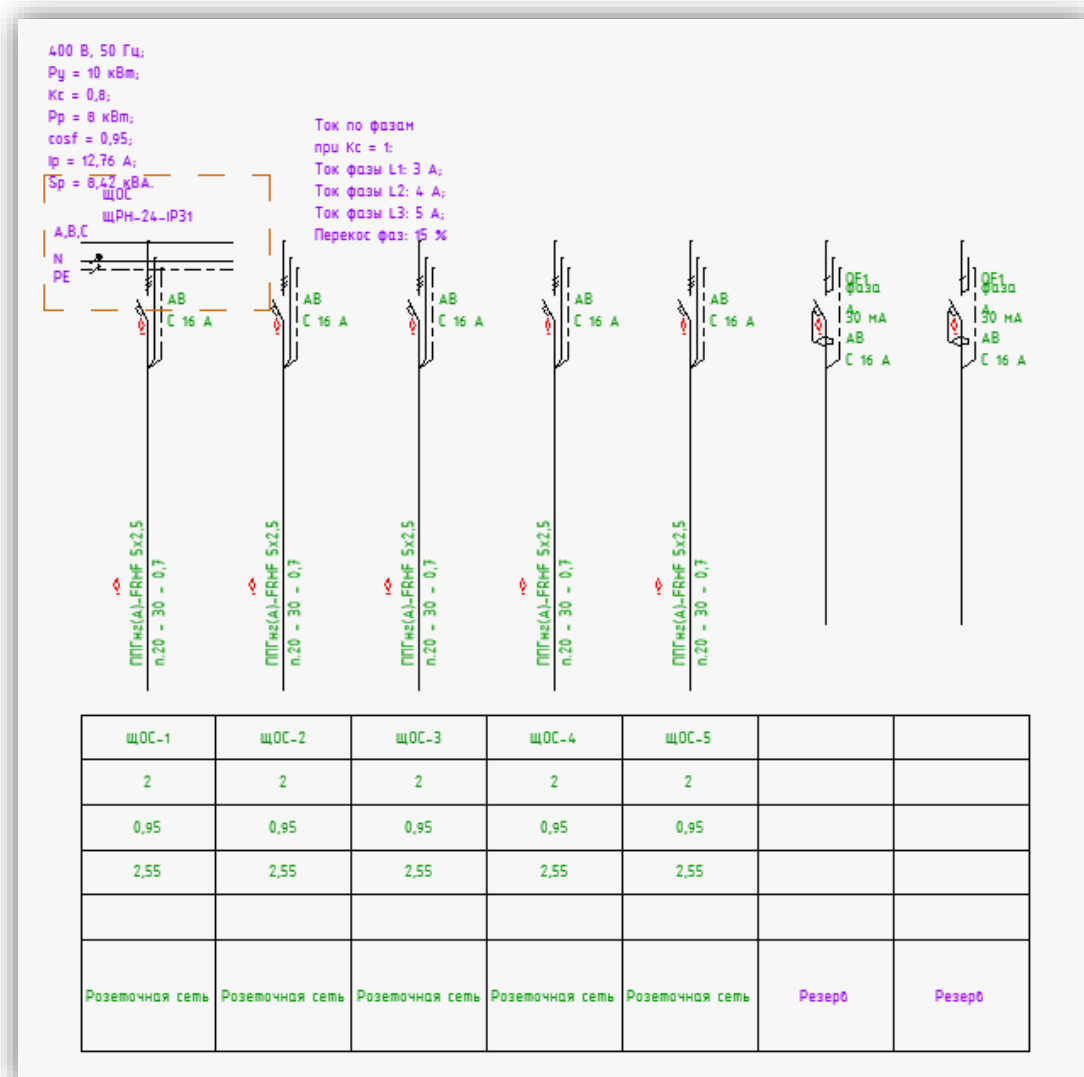 400 В, 50 Гц;
Ру = 10 кВт;
Кс = 0,8;
Рр = 8 кВт;
cosf = 0,95;
Iр = 12,76 А;
Sр = 8,42 кВА.
Ток по фазам
при Кс = 1:
Ток фазы L1: 3 А;
Ток фазы L2: 4 А;
Ток фазы L3: 5 А;
Перекос фаз: 15 %
ЩОС
ЩРН-24-IP31
А,В,С
N
PE
АВ
С 16 А
АВ
С 16 А
АВ
С 16 А
АВ
С 16 А
АВ
С 16 А
QF1
фаза
А
30 мА
АВ
С 16 А
QF1
фаза
А
30 мА
АВ
С 16 А
ППГнг(А)-FRHF 5х2,5
п.20 - 30 - 0,7
ППГнг(А)-FRHF 5х2,5
п.20 - 30 - 0,7
ППГнг(А)-FRHF 5х2,5
п.20 - 30 - 0,7
ППГнг(А)-FRHF 5х2,5
п.20 - 30 - 0,7
ППГнг(А)-FRHF 5х2,5
п.20 - 30 - 0,7
ЩОС-1 ЩОС-2 ЩОС-3 ЩОС-4 ЩОС-5
2 2 2 2 2
0,95 0,95 0,95 0,95 0,95
2,55 2,55 2,55 2,55 2,55
Розеточная сеть Розеточная сеть Розеточная сеть Розеточная сеть Розеточная сеть Резерв Резерв